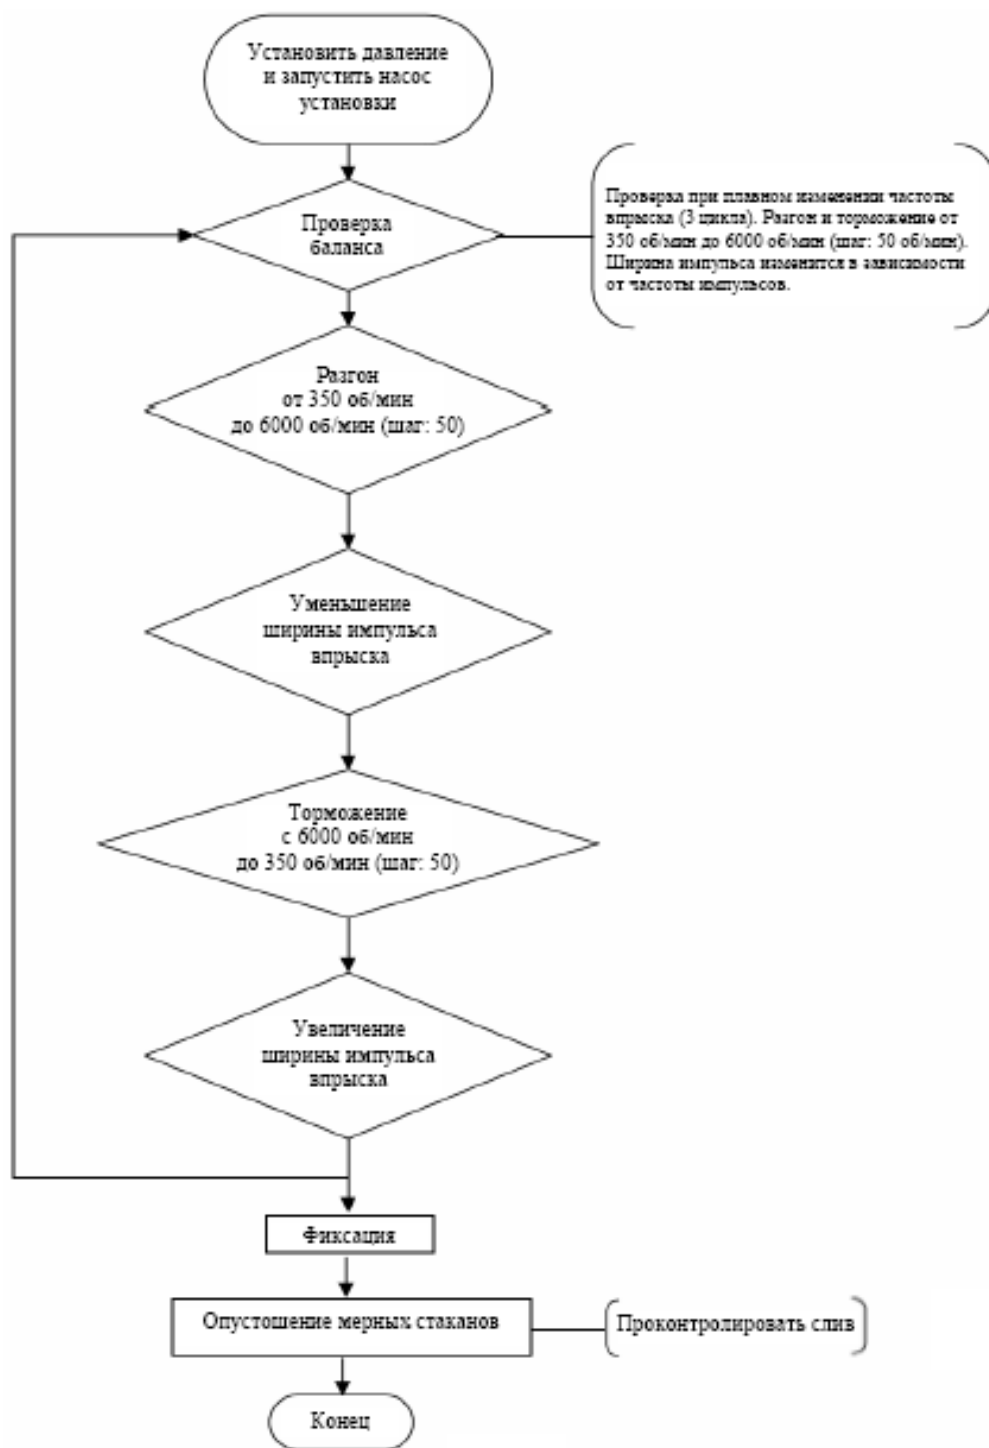 Установить давление
и запустить насос
установки
Проверка
баланса
Проверка при плавном изменении частоты
впрыска (3 цикла). Разгон и торможение от
350 об/мин до 6000 об/мин (шаг: 50 об/мин).
Ширина импульса изменится в зависимости
от частоты импульсов.
Разгон
от 350 об/мин
до 6000 об/мин (шаг: 50)
Уменьшение
ширины импульса
впрыска
Торможение
с 6000 об/мин
до 350 об/мин (шаг: 50)
Увеличение
ширины импульса
впрыска
Фиксация
Опустошение мерных стаканов
Проконтролировать слив
Конец